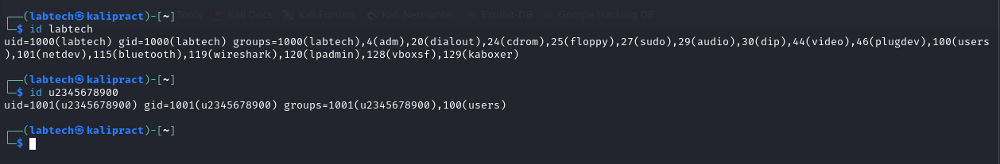 Tools Kali Docs Kali Forums Kali NetHunter Exploit-DB Google Hacking DB
┌──(labtech㉿kalipract)-[~]
└─$ id labtech
uid=1000(labtech) gid=1000(labtech) groups=1000(labtech),4(adm),20(dialout),24(cdrom),25(floppy),27(sudo),29(audio),30(dip),44(video),46(plugdev),100(users
),101(netdev),115(bluetooth),119(wireshark),120(lpadmin),128(vboxsf),129(kaboxer)
┌──(labtech㉿kalipract)-[~]
└─$ id u2345678900
uid=1001(u2345678900) gid=1001(u2345678900) groups=1001(u2345678900),100(users)
┌──(labtech㉿kalipract)-[~]
└─$